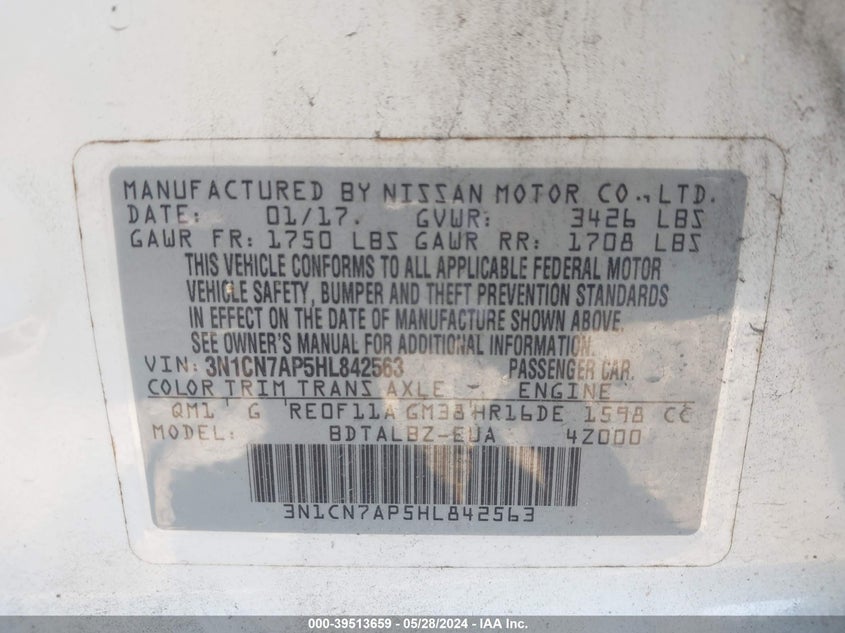 MANUFACTURED BY NISSAN MOTOR CO., LTD.
DATE: 01/17. GVWR: 3426 LBS
GAWR FR: 1750 LBS GAWR RR: 1708 LBS
THIS VEHICLE CONFORMS TO ALL APPLICABLE FEDERAL MOTOR
VEHICLE SAFETY, BUMPER AND THEFT PREVENTION STANDARDS
IN EFFECT ON THE DATE OF MANUFACTURE SHOWN ABOVE.
SEE OWNER'S MANUAL FOR ADDITIONAL INFORMATION.
VIN: 3N1CN7AP5HL842563 PASSENGER CAR.
COLOR TRIM TRANS AXLE - ENGINE
QM1 G RE0F11A GM38 HR16DE 1598 CC
MODEL: BDTALBZ-EUA 4Z000
3N1CN7AP5HL842563
000-39513659 / 05/28/2024 - IAA Inc.